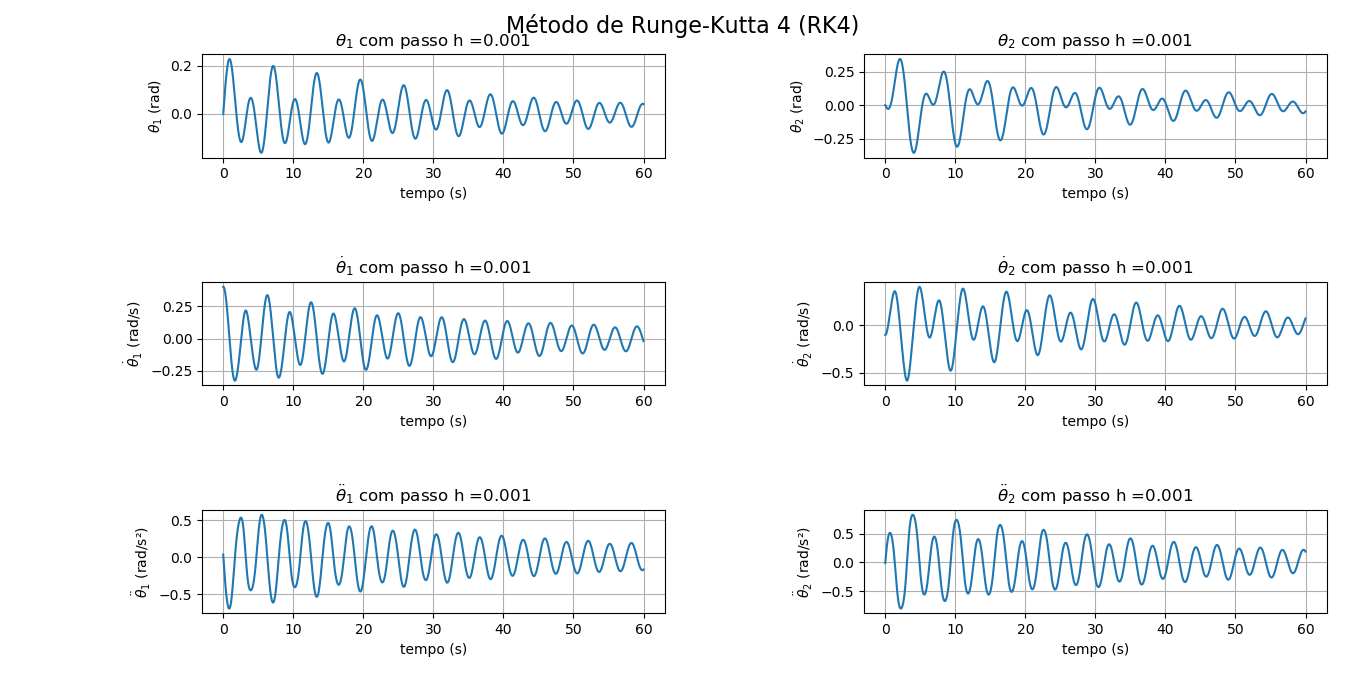 Método de Runge-Kutta 4 (RK4)
θ₁ com passo h =0.001
θ₁ (rad)
0.2
0.0
0 10 20 30 40 50 60
tempo (s)
θ₂ com passo h =0.001
θ₂ (rad)
0.25
0.00
−0.25
0 10 20 30 40 50 60
tempo (s)
θ̇₁ com passo h =0.001
θ̇₁ (rad/s)
0.25
0.00
−0.25
0 10 20 30 40 50 60
tempo (s)
θ̇₂ com passo h =0.001
θ̇₂ (rad/s)
0.0
−0.5
0 10 20 30 40 50 60
tempo (s)
θ̈₁ com passo h =0.001
θ̈₁ (rad/s²)
0.5
0.0
−0.5
0 10 20 30 40 50 60
tempo (s)
θ̈₂ com passo h =0.001
θ̈₂ (rad/s²)
0.5
0.0
−0.5
0 10 20 30 40 50 60
tempo (s)